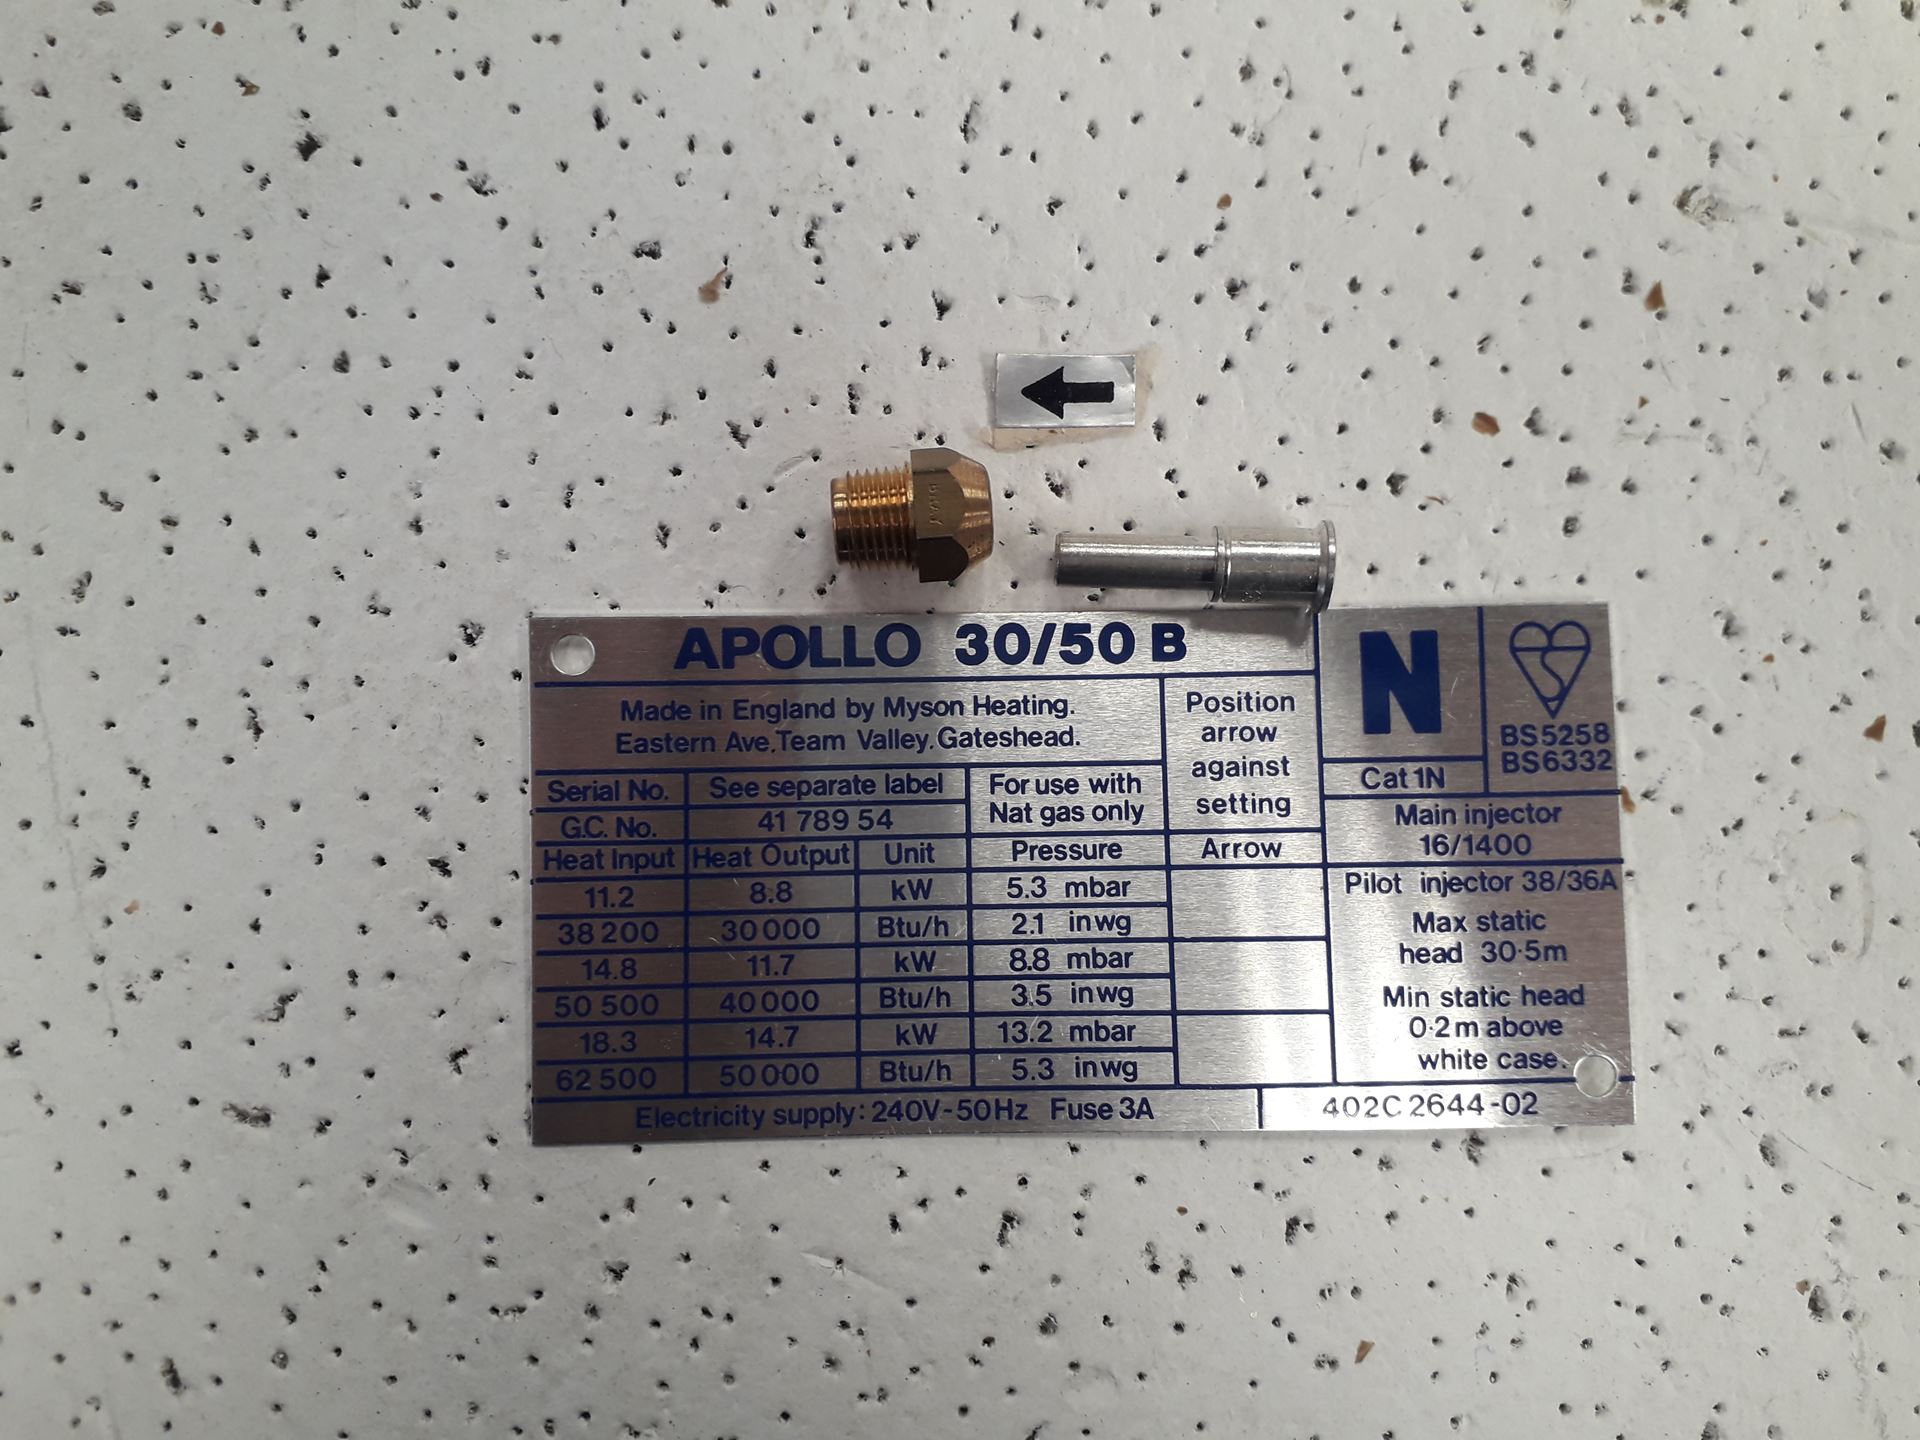 BRAY
APOLLO 30/50 B
Made in England by Myson Heating.
Eastern Ave. Team Valley. Gateshead.
Position
arrow
against
setting
N
Cat 1N
BS 5258
BS 6332
Serial No. See separate label
G.C. No. 41 789 54
For use with
Nat gas only
Main injector
16/1400
Heat Input Heat Output Unit Pressure Arrow
11.2 8.8 kW 5.3 mbar
38 200 30 000 Btu/h 2.1 inwg
14.8 11.7 kW 8.8 mbar
50 500 40 000 Btu/h 3.5 inwg
18.3 14.7 kW 13.2 mbar
62 500 50 000 Btu/h 5.3 inwg
Pilot injector 38/36A
Max static
head 30·5m
Min static head
0·2 m above
white case.
Electricity supply: 240V-50Hz Fuse 3A
402C 2644-02